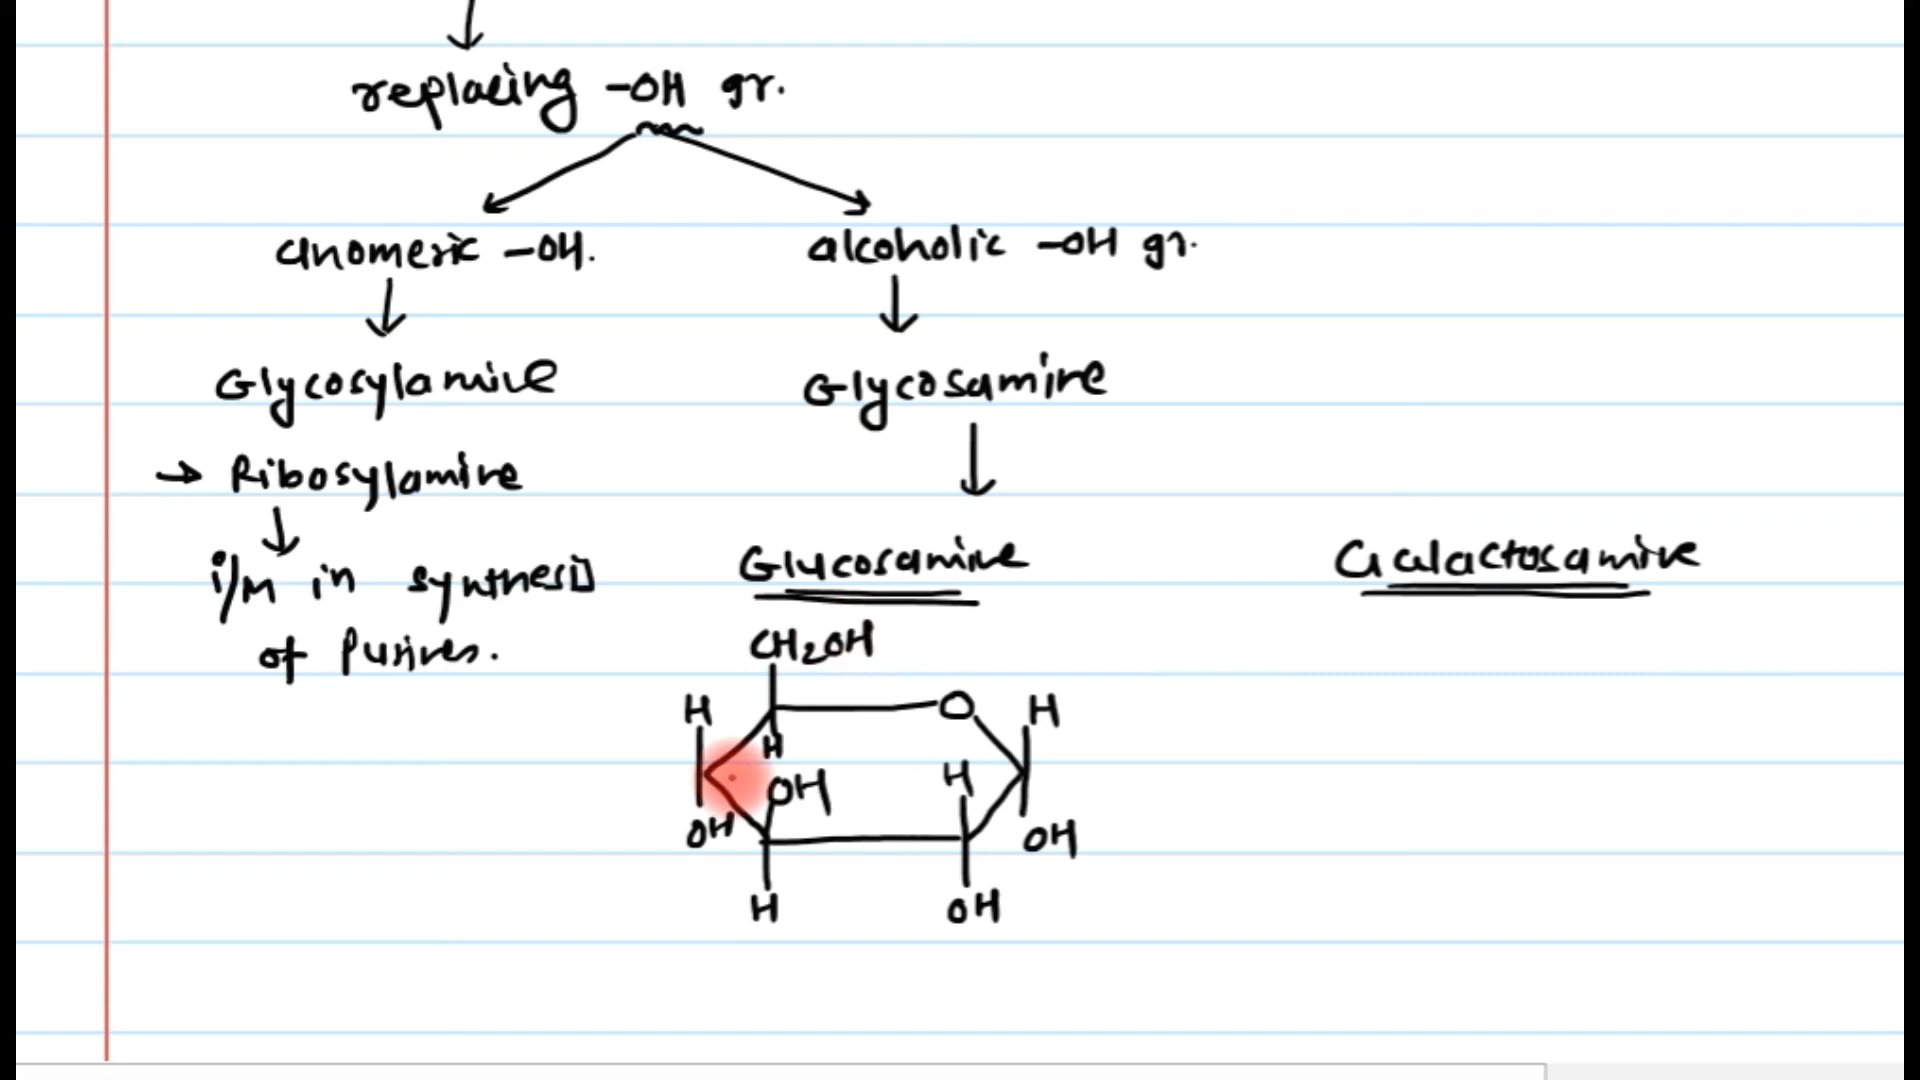 replacing -OH gr.
anomeric -OH.
alcoholic -OH gr.
Glycosylamine
Glycosamine
→ Ribosylamine
i/m in synthesis
of Purines.
Glucosamine
Galactosamine
CH2OH
H
O
H
H
OH
H
OH
OH
H
OH